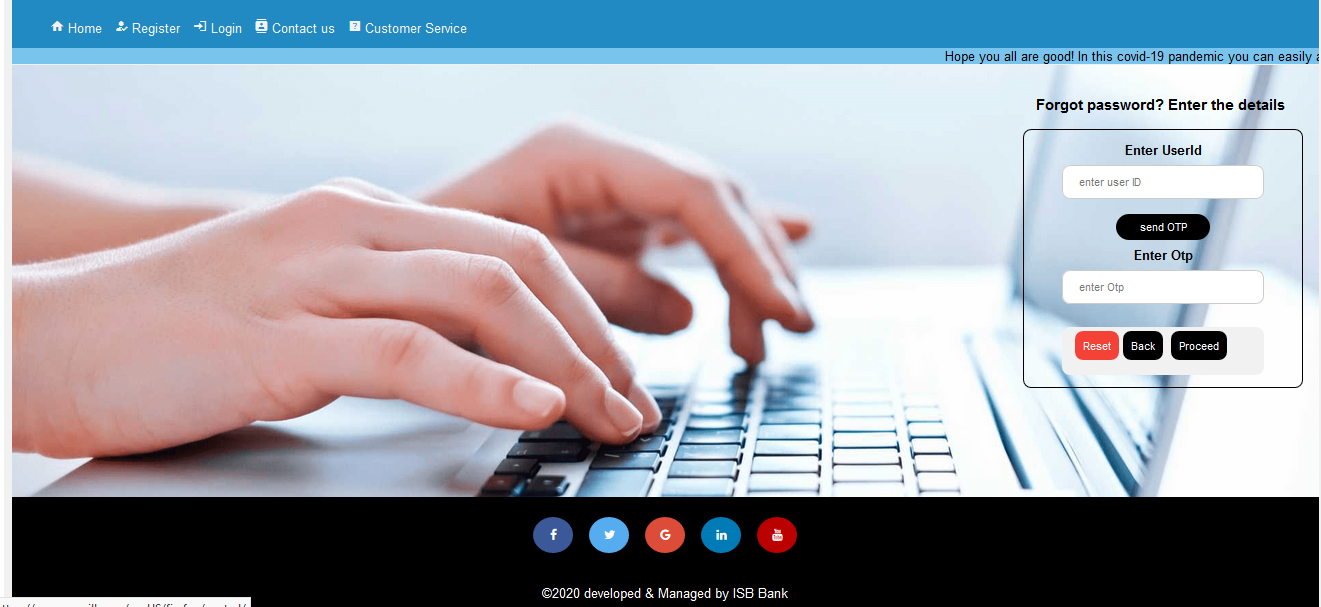 Home Register Login Contact us Customer Service
Hope you all are good! In this covid-19 pandemic you can easily
Forgot password? Enter the details
Enter UserId
enter user ID
send OTP
Enter Otp
enter Otp
Reset Back Proceed
f G in You
©2020 developed & Managed by ISB Bank